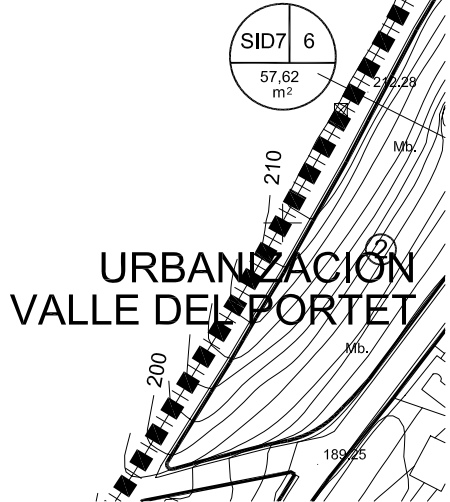 SID7 6
57,62
m²
212.28
Mb.
210
2
URBANIZACION
VALLE DEL PORTET
Mb.
200
189.25